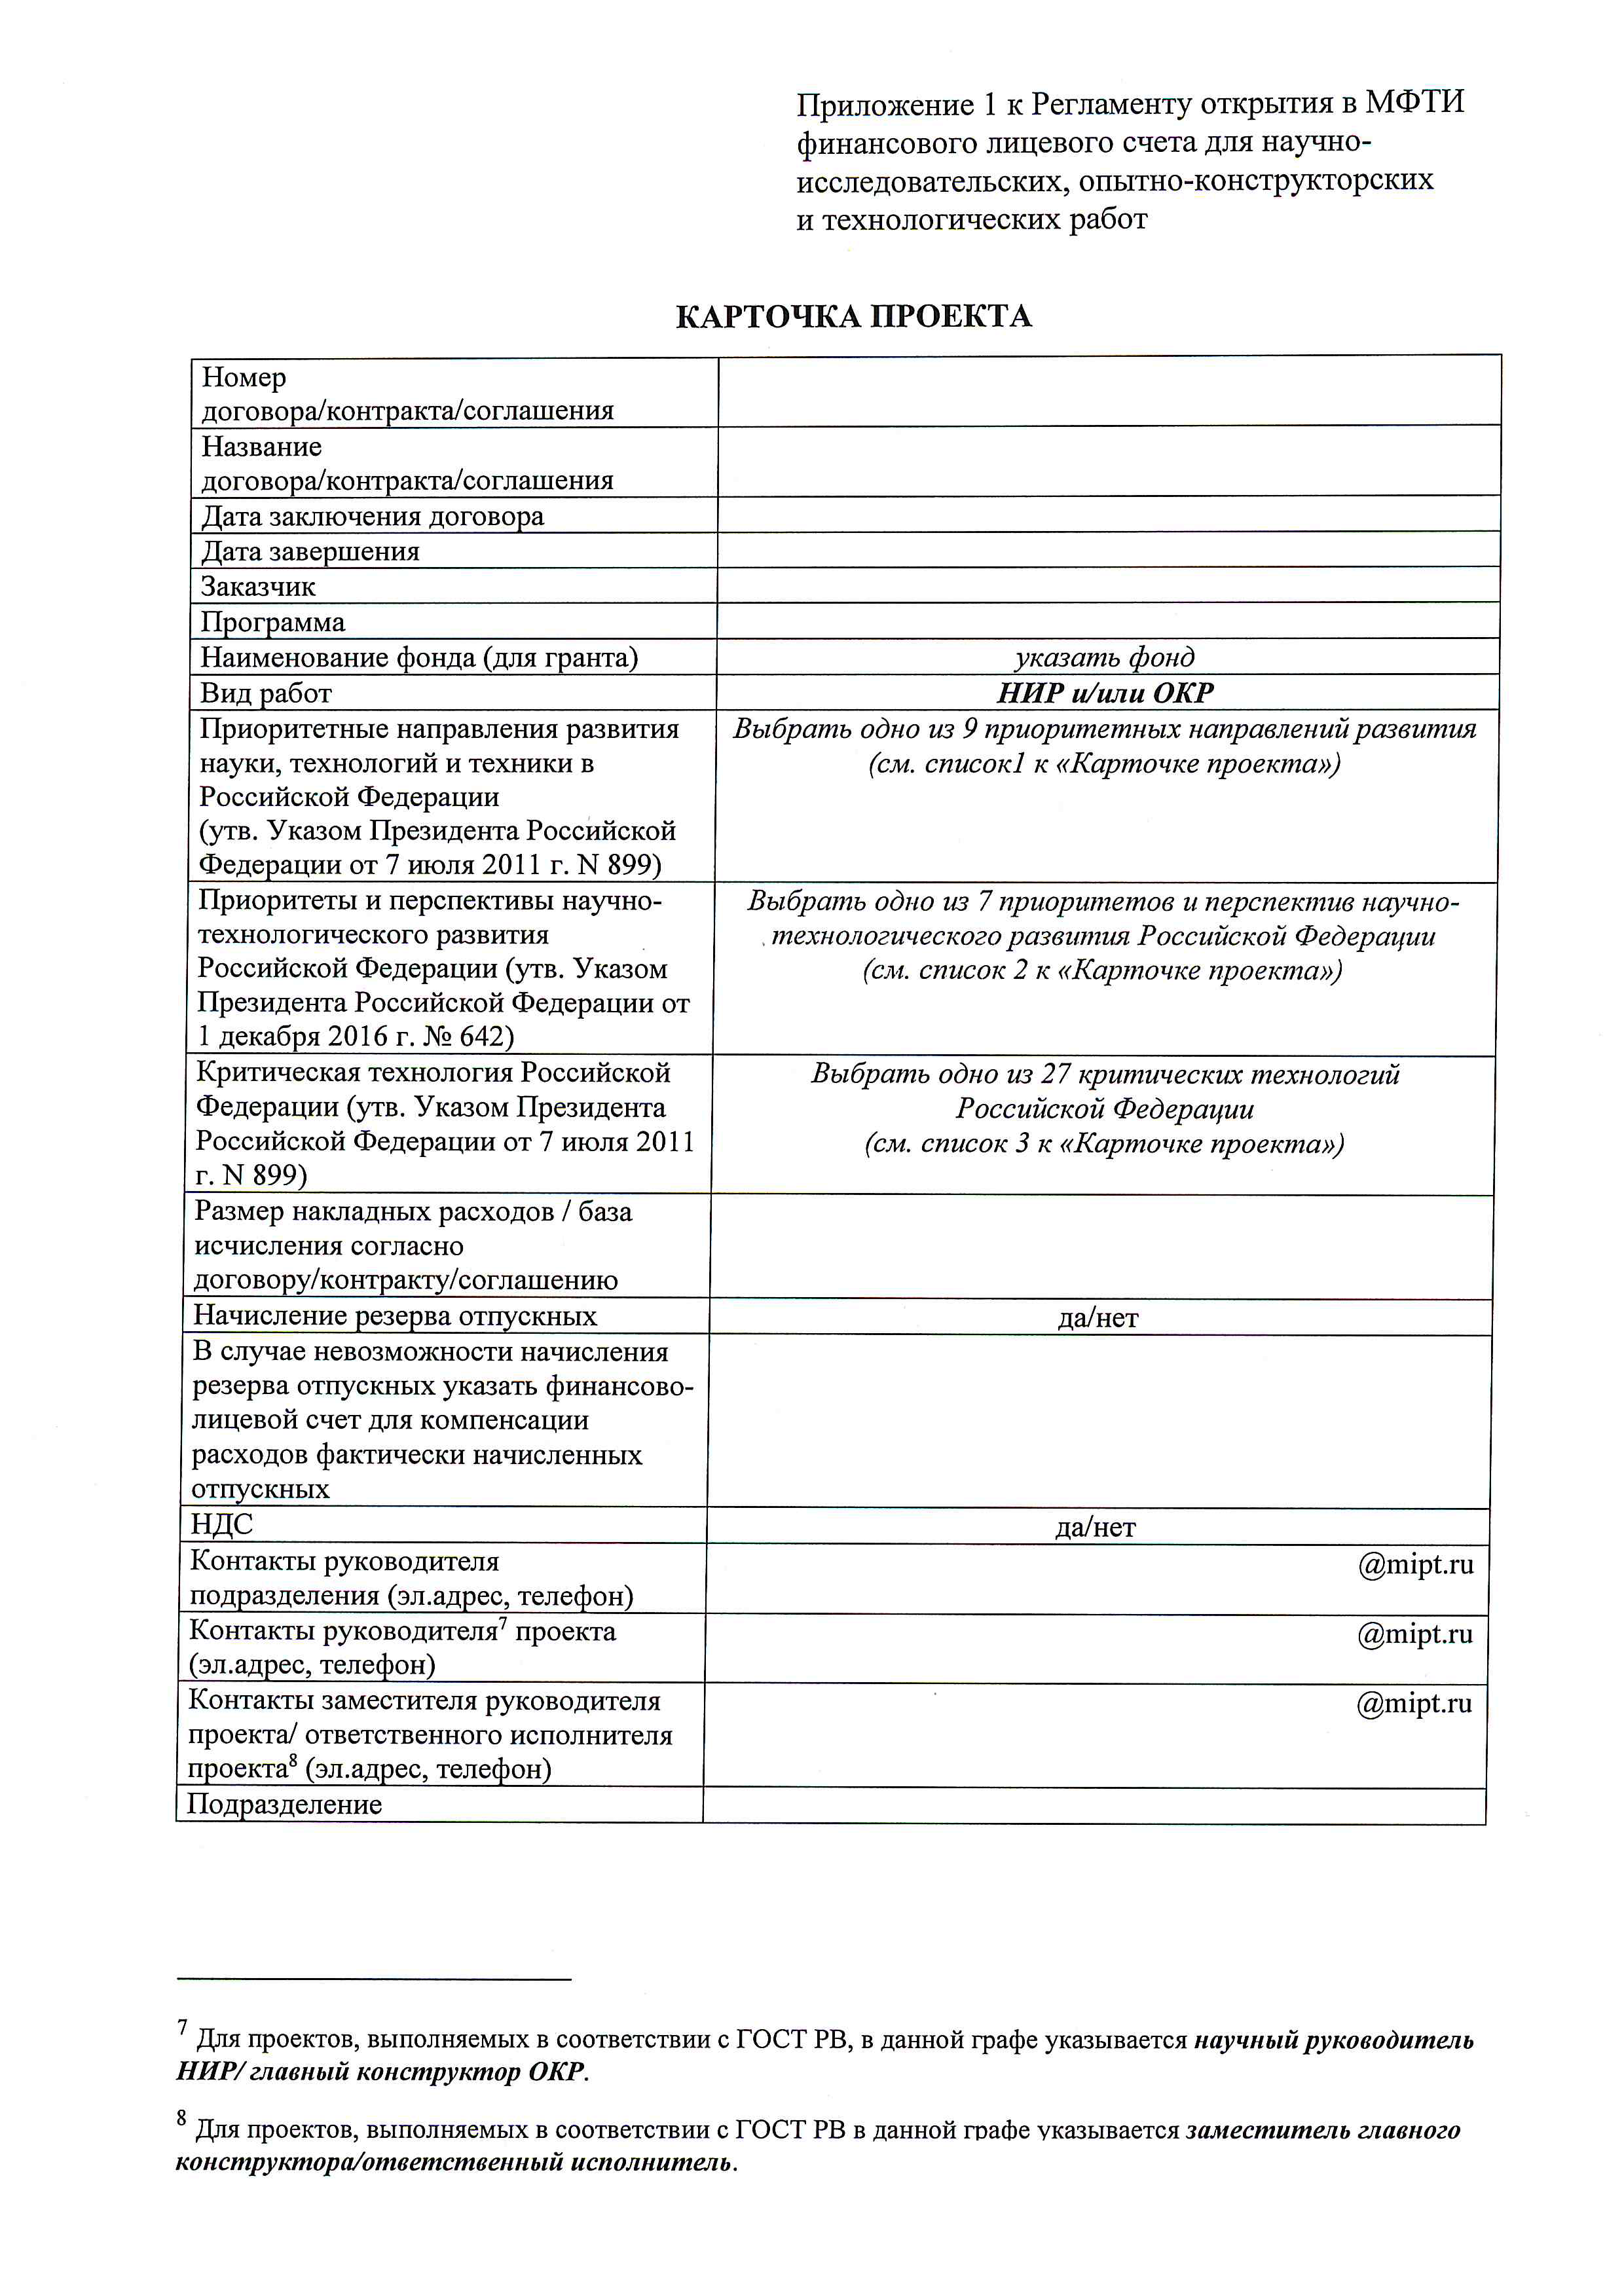 Приложение 1 к Регламенту открытия в МФТИ
финансового лицевого счета для научно-
исследовательских, опытно-конструкторских
и технологических работ
КАРТОЧКА ПРОЕКТА
Номер
договора/контракта/соглашения
Название
договора/контракта/соглашения
Дата заключения договора
Дата завершения
Заказчик
Программа
Наименование фонда (для гранта)
указать фонд
Вид работ
НИР и/или ОКР
Приоритетные направления развития
науки, технологий и техники в
Российской Федерации
(утв. Указом Президента Российской
Федерации от 7 июля 2011 г. N 899)
Выбрать одно из 9 приоритетных направлений развития
(см. список1 к «Карточке проекта»)
Приоритеты и перспективы научно-
технологического развития
Российской Федерации (утв. Указом
Президента Российской Федерации от
1 декабря 2016 г. № 642)
Выбрать одно из 7 приоритетов и перспектив научно-
технологического развития Российской Федерации
(см. список 2 к «Карточке проекта»)
Критическая технология Российской
Федерации (утв. Указом Президента
Российской Федерации от 7 июля 2011
г. N 899)
Выбрать одно из 27 критических технологий
Российской Федерации
(см. список 3 к «Карточке проекта»)
Размер накладных расходов / база
исчисления согласно
договору/контракту/соглашению
Начисление резерва отпускных
да/нет
В случае невозможности начисления
резерва отпускных указать финансово-
лицевой счет для компенсации
расходов фактически начисленных
отпускных
НДС
да/нет
Контакты руководителя
подразделения (эл.адрес, телефон)
@mipt.ru
Контакты руководителя⁷ проекта
(эл.адрес, телефон)
@mipt.ru
Контакты заместителя руководителя
проекта/ ответственного исполнителя
проекта⁸ (эл.адрес, телефон)
@mipt.ru
Подразделение
⁷ Для проектов, выполняемых в соответствии с ГОСТ РВ, в данной графе указывается научный руководитель
НИР/ главный конструктор ОКР.
⁸ Для проектов, выполняемых в соответствии с ГОСТ РВ в данной графе указывается заместитель главного
конструктора/ответственный исполнитель.